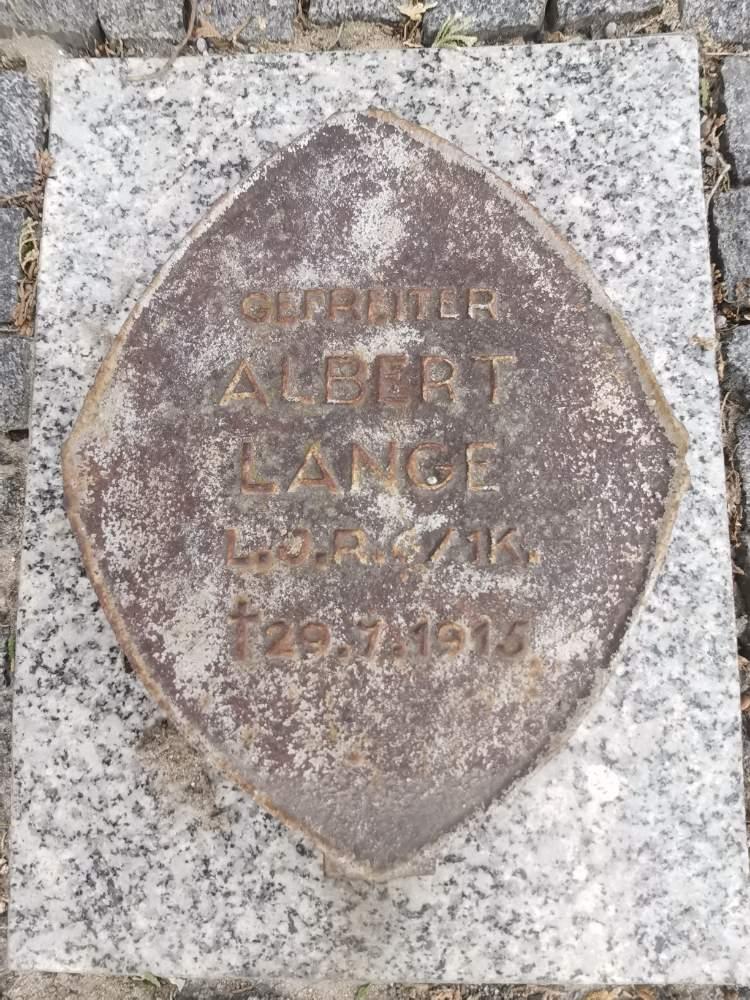 GEFREITER
ALBERT
LANGE
L.J.R. 6/1K.
†29.7.1915